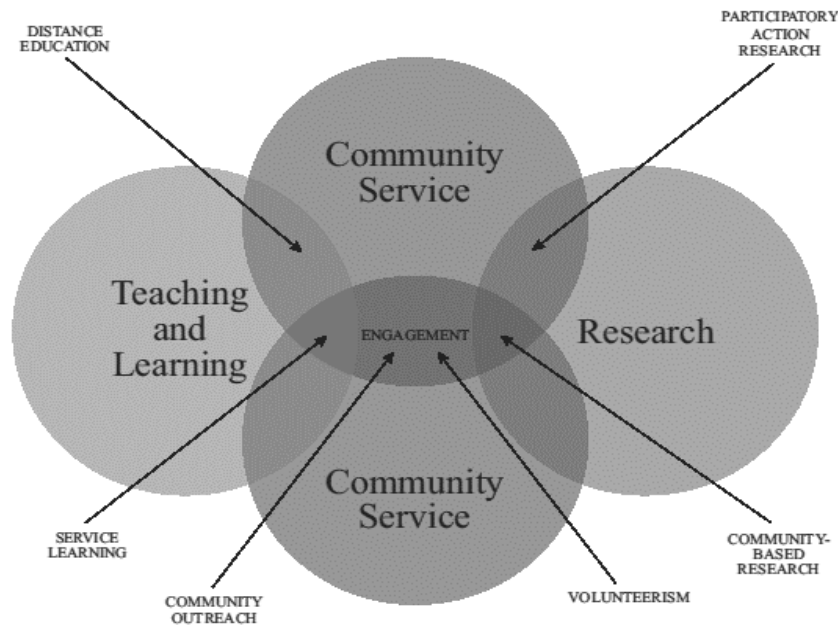 DISTANCE
EDUCATION
PARTICIPATORY
ACTION
RESEARCH
Community
Service
Teaching
and
Learning
ENGAGEMENT
Research
Community
Service
SERVICE
LEARNING
COMMUNITY
OUTREACH
VOLUNTEERISM
COMMUNITY-
BASED
RESEARCH